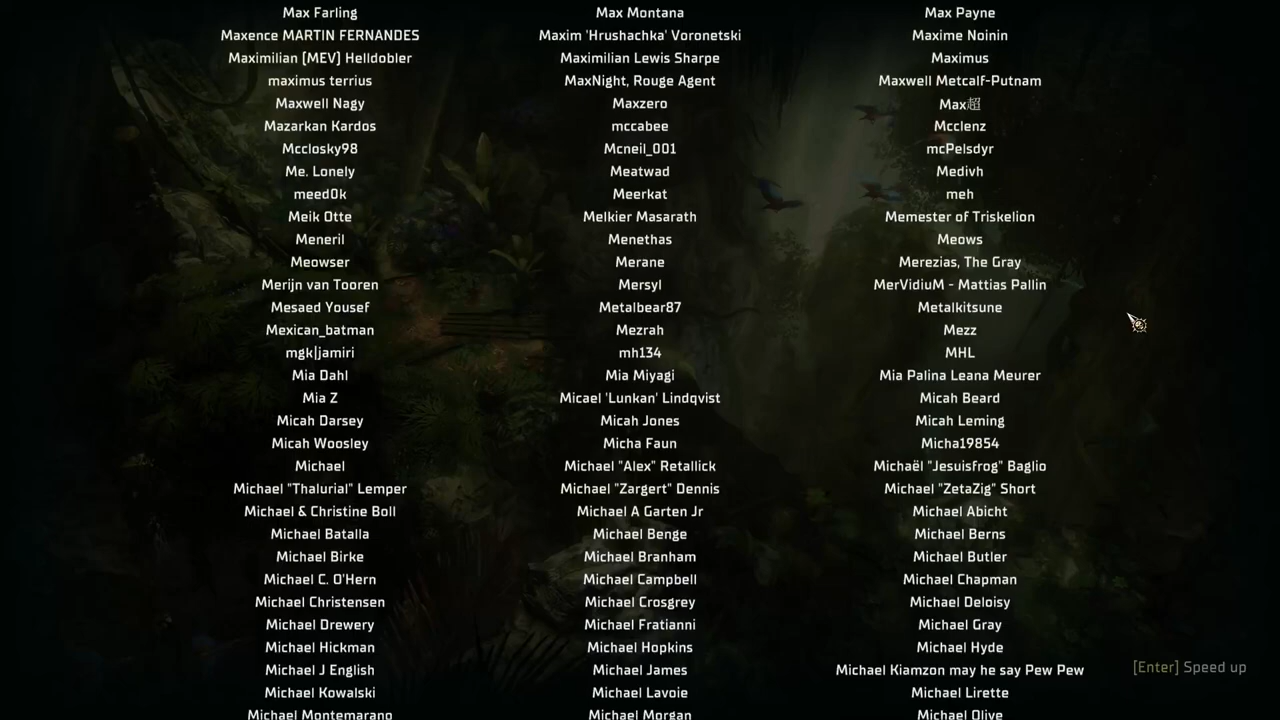 Max Farling Max Montana Max Payne
Maxence MARTIN FERNANDES Maxim 'Hrushachka' Voronetski Maxime Noinin
Maximilian [MEV] Helldobler Maximilian Lewis Sharpe Maximus
maximus terrius MaxNight, Rouge Agent Maxwell Metcalf-Putnam
Maxwell Nagy Maxzero Max超
Mazarkan Kardos mccabee Mcclenz
Mcclosky98 Mcneil_001 mcPelsdyr
Me. Lonely Meatwad Medivh
meed0k Meerkat meh
Meik Otte Melkier Masarath Memester of Triskelion
Meneril Menethas Meows
Meowser Merane Merezias, The Gray
Merijn van Tooren Mersyl MerVidiuM - Mattias Pallin
Mesaed Yousef Metalbear87 Metalkitsune
Mexican_batman Mezrah Mezz
mgk|jamiri mh134 MHL
Mia Dahl Mia Miyagi Mia Palina Leana Meurer
Mia Z Micael 'Lunkan' Lindqvist Micah Beard
Micah Darsey Micah Jones Micah Leming
Micah Woosley Micha Faun Micha19854
Michael Michael "Alex" Retallick Michaël "Jesuisfrog" Baglio
Michael "Thalurial" Lemper Michael "Zargert" Dennis Michael "ZetaZig" Short
Michael & Christine Boll Michael A Garten Jr Michael Abicht
Michael Batalla Michael Benge Michael Berns
Michael Birke Michael Branham Michael Butler
Michael C. O'Hern Michael Campbell Michael Chapman
Michael Christensen Michael Crosgrey Michael Deloisy
Michael Drewery Michael Fratianni Michael Gray
Michael Hickman Michael Hopkins Michael Hyde
Michael J English Michael James Michael Kiamzon may he say Pew Pew
[Enter] Speed up
Michael Kowalski Michael Lavoie Michael Lirette
Michael Montemarano Michael Morgan Michael Olive